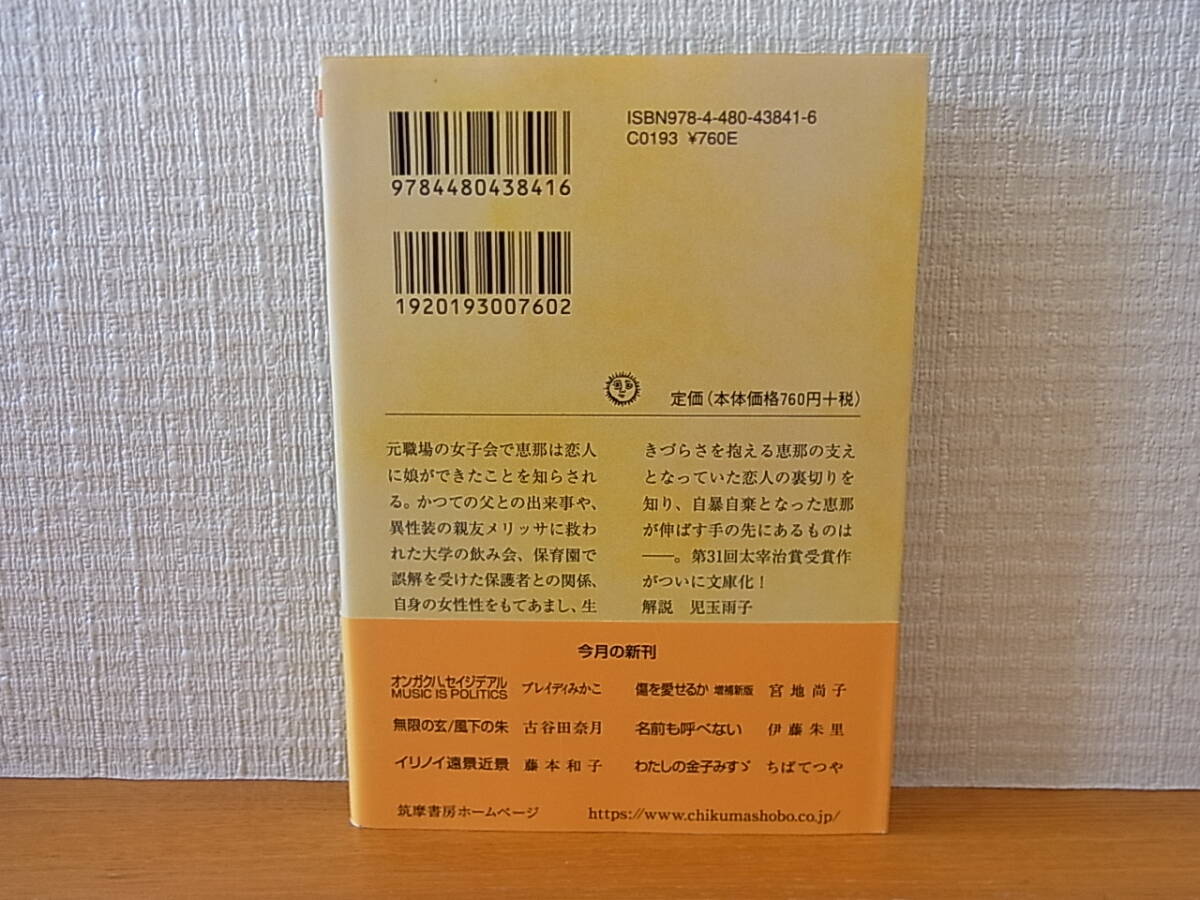 ISBN978-4-480-43841-6
C0193 ¥760E
9784480438416
1920193007602
定価(本体価格760円+税)
元職場の女子会で恵那は恋人
に娘ができたことを知らされ
る。かつての父との出来事や、
異性装の親友メリッサに救わ
れた大学の飲み会、保育園で
誤解を受けた保護者との関係、
自身の女性性をもてあまし、生
きづらさを抱える恵那の支え
となっていた恋人の裏切りを
知り、自暴自棄となった恵那
が伸ばす手の先にあるものは
――。第31回太宰治賞受賞作
がついに文庫化！
解説 児玉雨子
今月の新刊
オンガクハ、セイジデアル
MUSIC IS POLITICS ブレイディみかこ
傷を愛せるか 増補新版 宮地尚子
無限の玄/風下の朱 古谷田奈月
名前も呼べない 伊藤朱里
イリノイ遠景近景 藤本和子
わたしの金子みすゞ ちばてつや
筑摩書房ホームページ https://www.chikumashobo.co.jp/